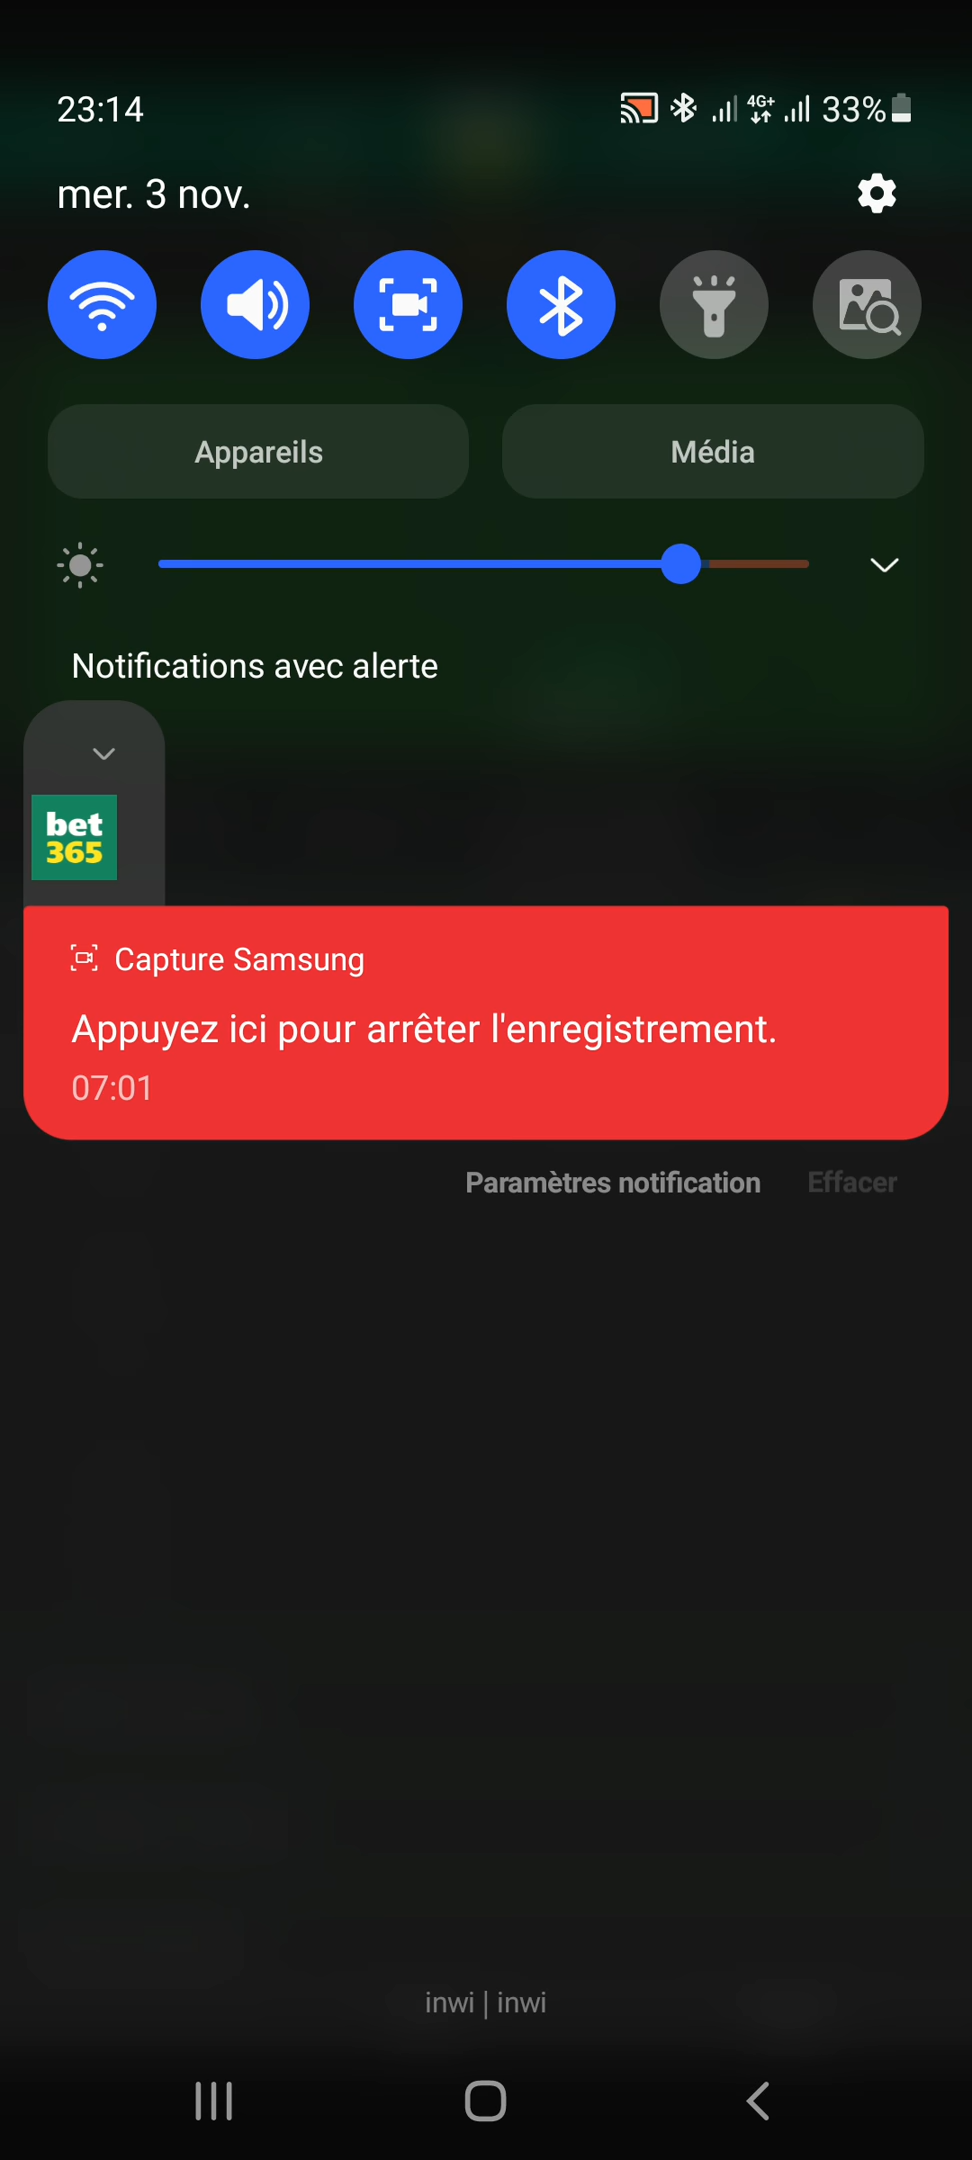 23:14
4G+ 33%
mer. 3 nov.
Appareils
Média
Notifications avec alerte
bet
365
Capture Samsung
Appuyez ici pour arrêter l'enregistrement.
07:01
Paramètres notification Effacer
inwi | inwi